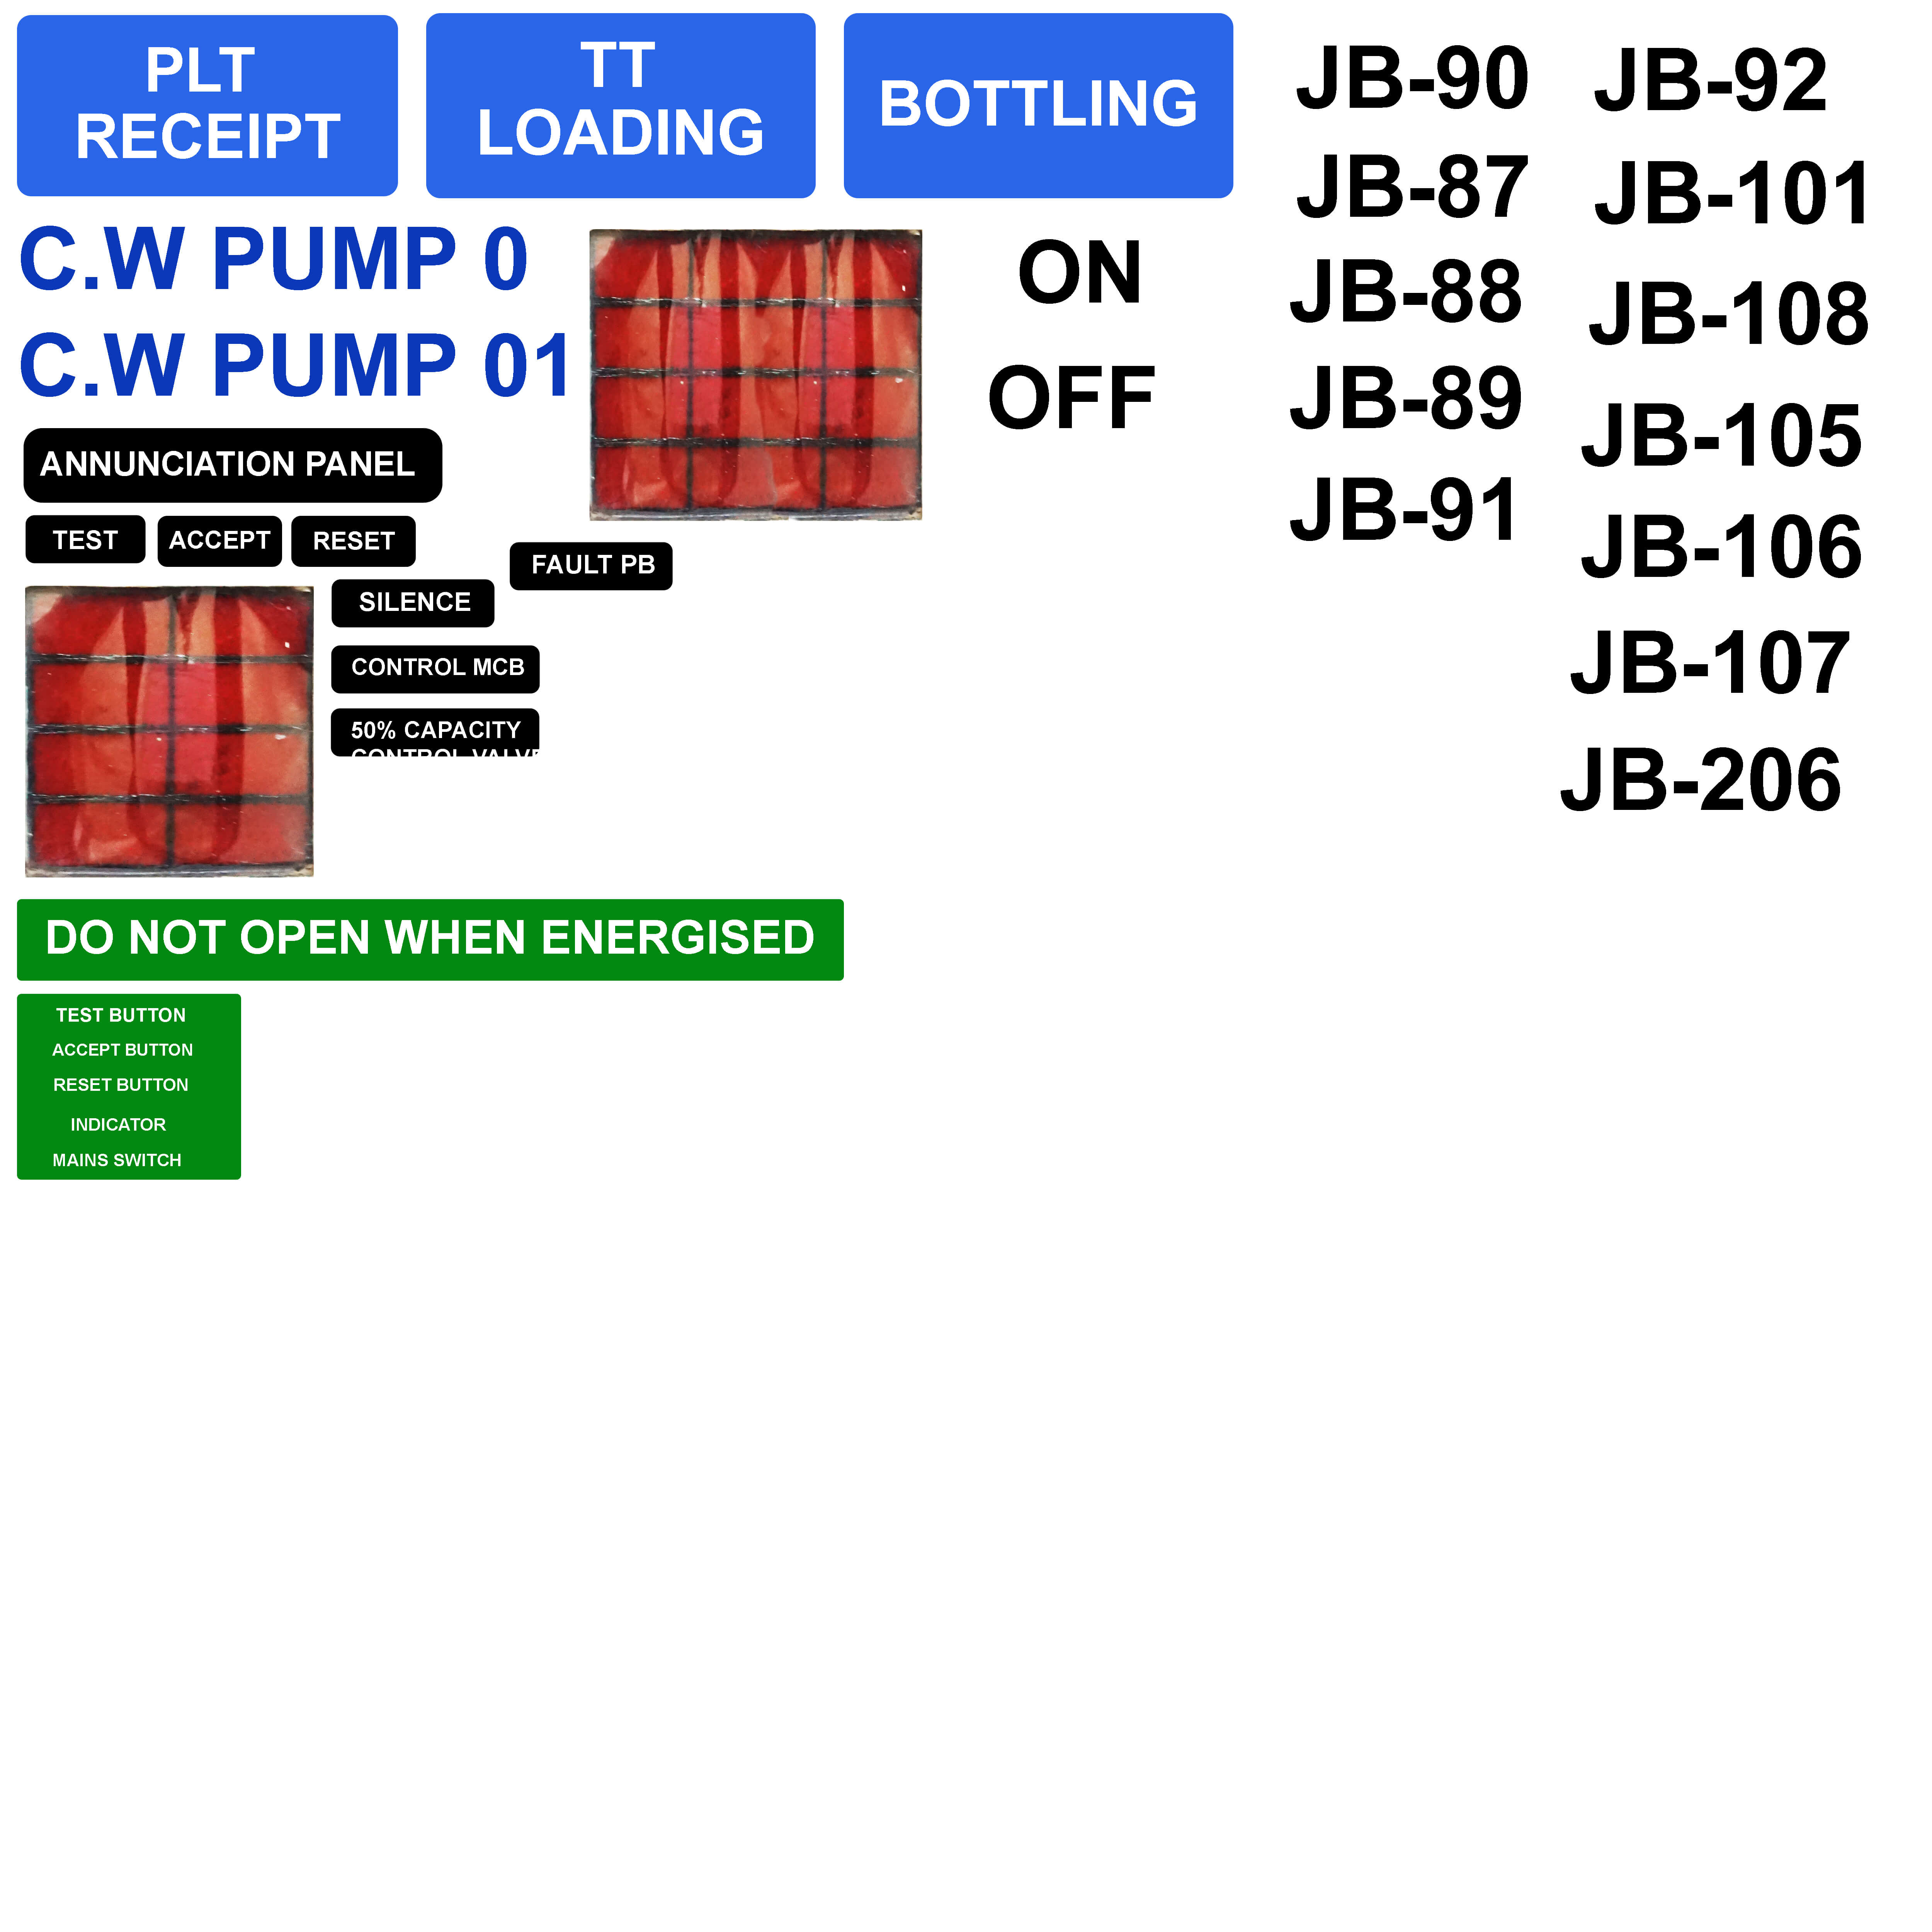 PLT
RECEIPT
TT
LOADING
BOTTLING
C.W PUMP 0
C.W PUMP 01
ON
OFF
JB-90
JB-87
JB-88
JB-89
JB-91
JB-92
JB-101
JB-108
JB-105
JB-106
JB-107
JB-206
ANNUNCIATION PANEL
TEST
ACCEPT
RESET
FAULT PB
SILENCE
CONTROL MCB
50% CAPACITY
CONTROL VALVE
DO NOT OPEN WHEN ENERGISED
TEST BUTTON
ACCEPT BUTTON
RESET BUTTON
INDICATOR
MAINS SWITCH